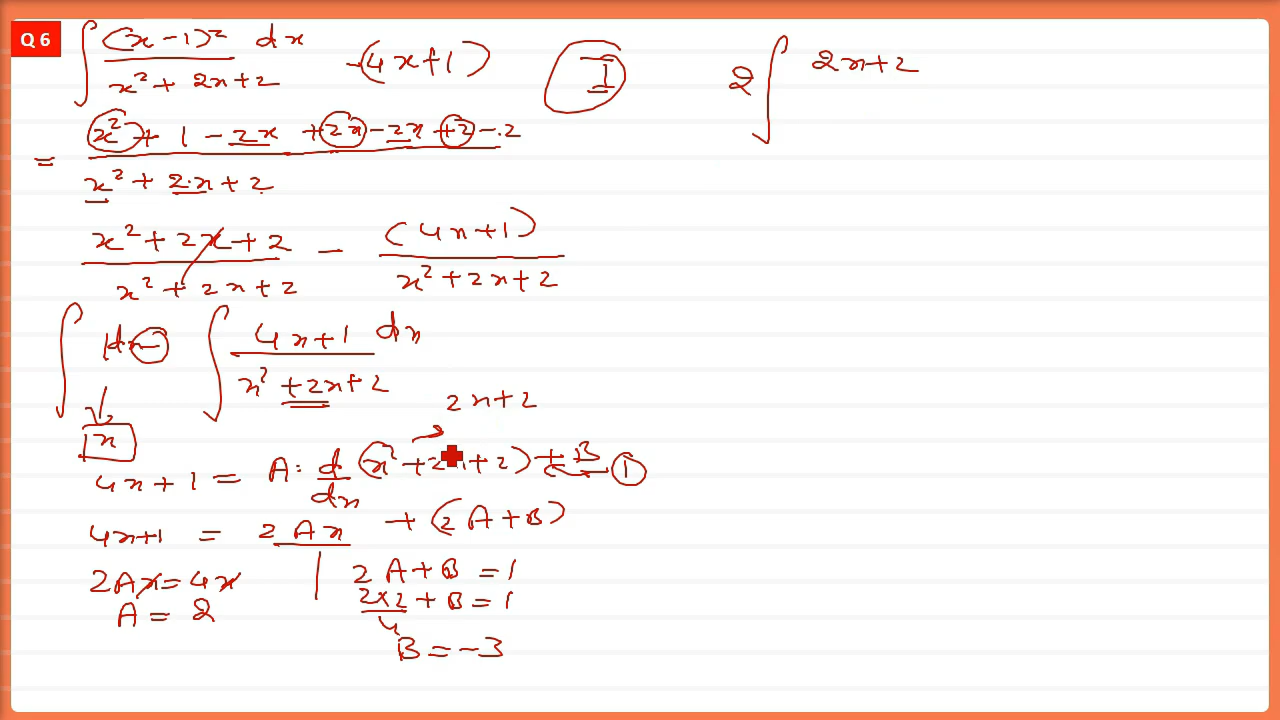 Q 6
∫ (x-1)² dx / x² + 2x + 2
-(4x+1)
I
2 ∫ 2x+2
= x² + 1 - 2x + 2x - 2x + 2 - 2 / x² + 2x + 2
x² + 2x + 2 / x² + 2x + 2 - (4x+1) / x² + 2x + 2
∫ 1dx - ∫ 4x+1 / x² + 2x + 2 dx
2x+2
x
4x + 1 = A. d/dx (x² + 2x + 2) + B ①
4x+1 = 2Ax + (2A+B)
2Ax = 4x | 2A+B = 1
A = 2 2×2 + B = 1
4
B = -3